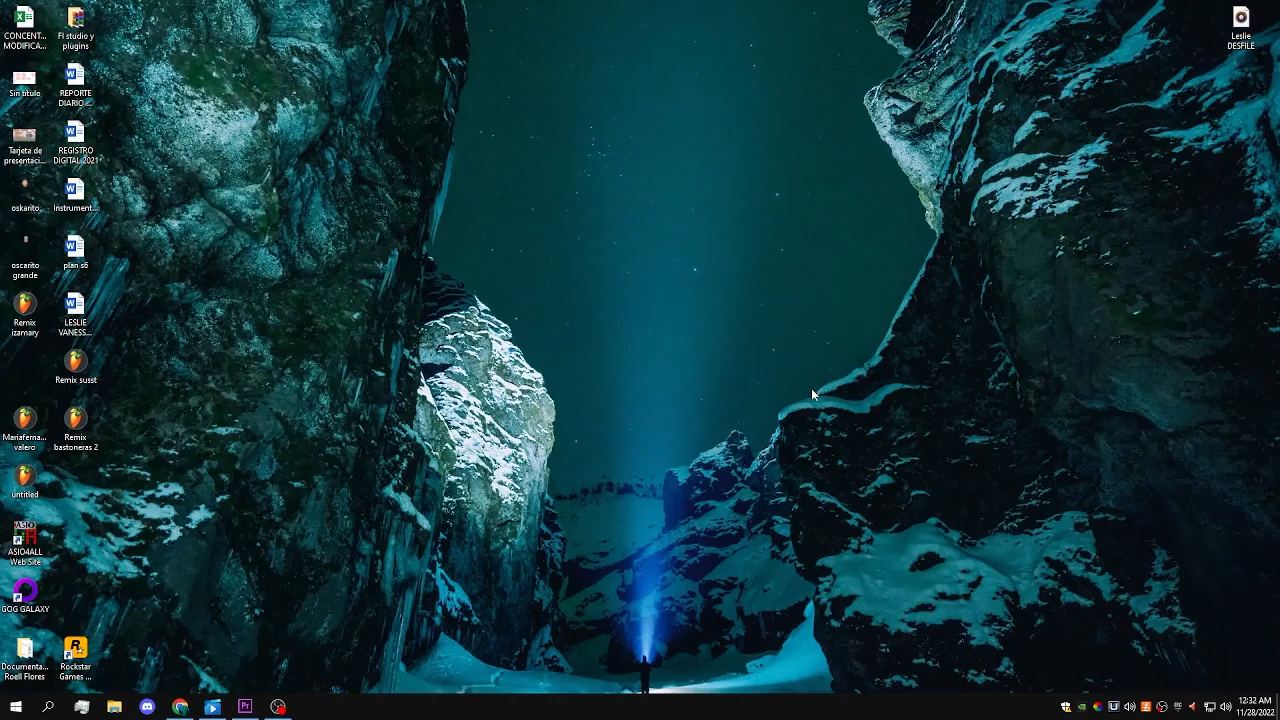 CONCENT...
MODIFICA...
Fl studio y
plugins
Leslie
DESFILE
Sin título
REPORTE
DIARIO ...
Tarjeta de
presentaci...
REGISTRO
DIGITAL 2021
oskarito
Instrument...
oscarito
grande
plan s6
Remix
izamary
LESLIE
VANESS...
Remix susst
Mariaferna...
valero
Remix
bastoneras 2
untitled
ASIO4ALL
Web Site
GOG GALAXY
Documenta...
Roell Flores
Rockstar
Games ...
12:32 AM
11/28/2022